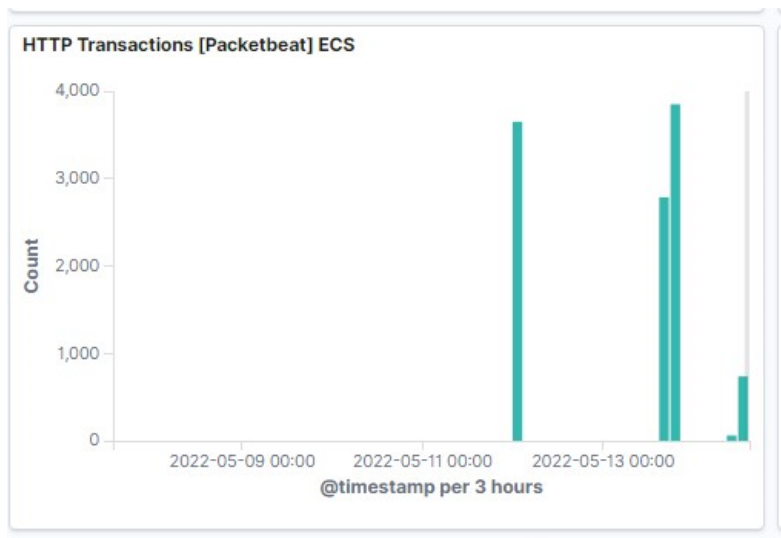 HTTP Transactions [Packetbeat] ECS
4,000
3,000
2,000
1,000
0
Count
2022-05-09 00:00 2022-05-11 00:00 2022-05-13 00:00
@timestamp per 3 hours